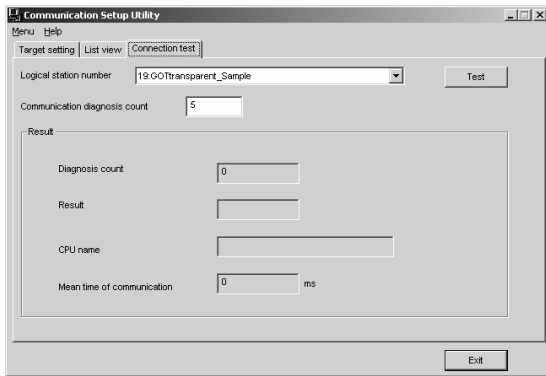 Communication Setup Utility
Menu Help
Target setting List view Connection test
Logical station number 19:GOTtransparent_Sample Test
Communication diagnosis count 5
Result
Diagnosis count 0
Result
CPU name
Mean time of communication 0 ms
Exit